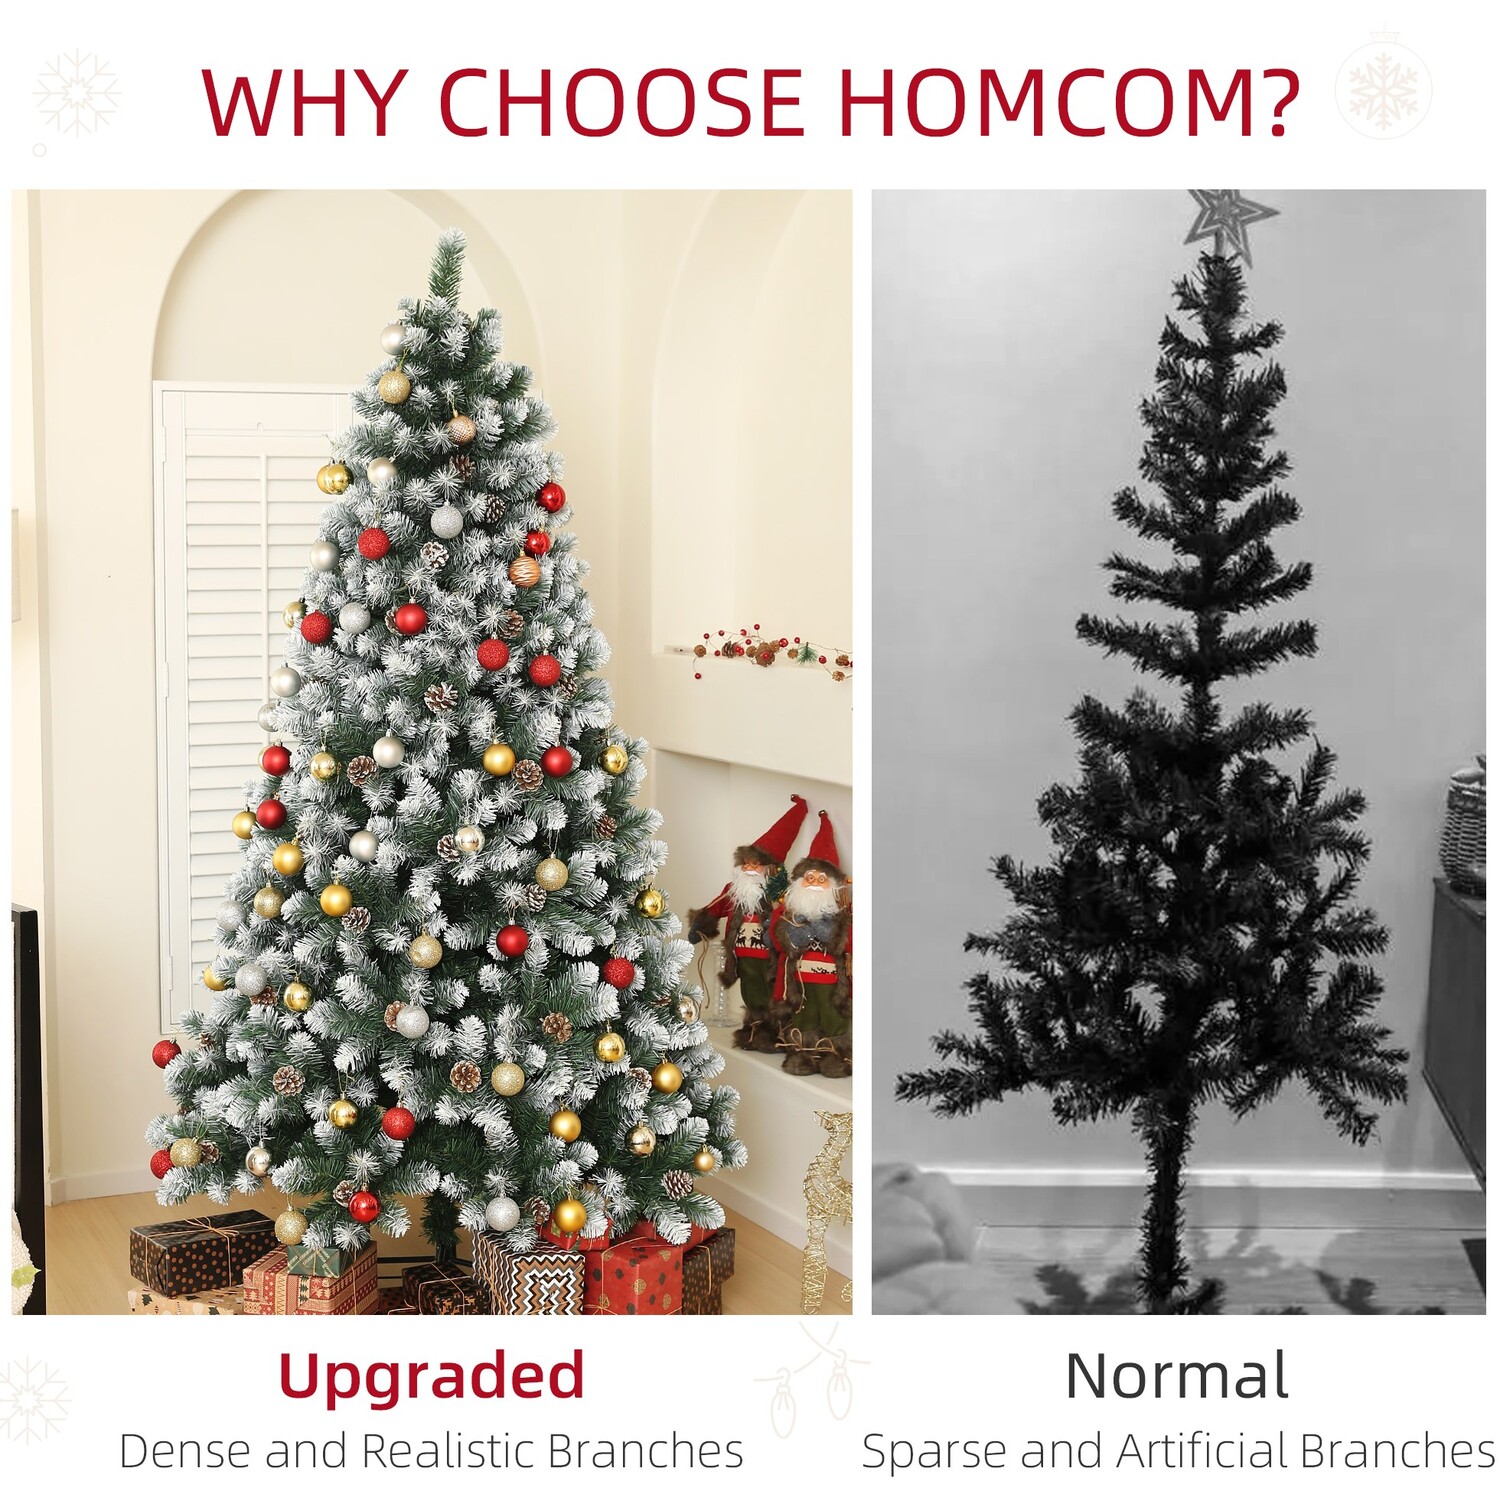 WHY CHOOSE HOMCOM?
Upgraded
Dense and Realistic Branches
Normal
Sparse and Artificial Branches